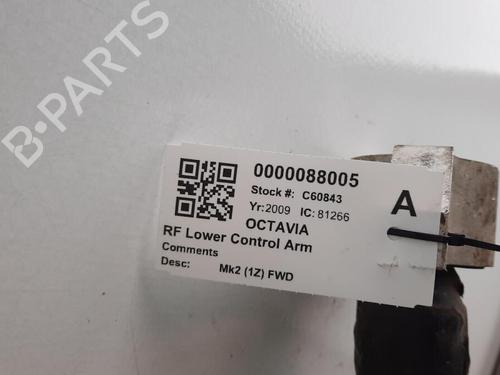 B-PARTS
0000088005
Stock #: C60843
Yr:2009 IC: 81266
A
OCTAVIA
RF Lower Control Arm
Comments
Desc: Mk2 (1Z) FWD